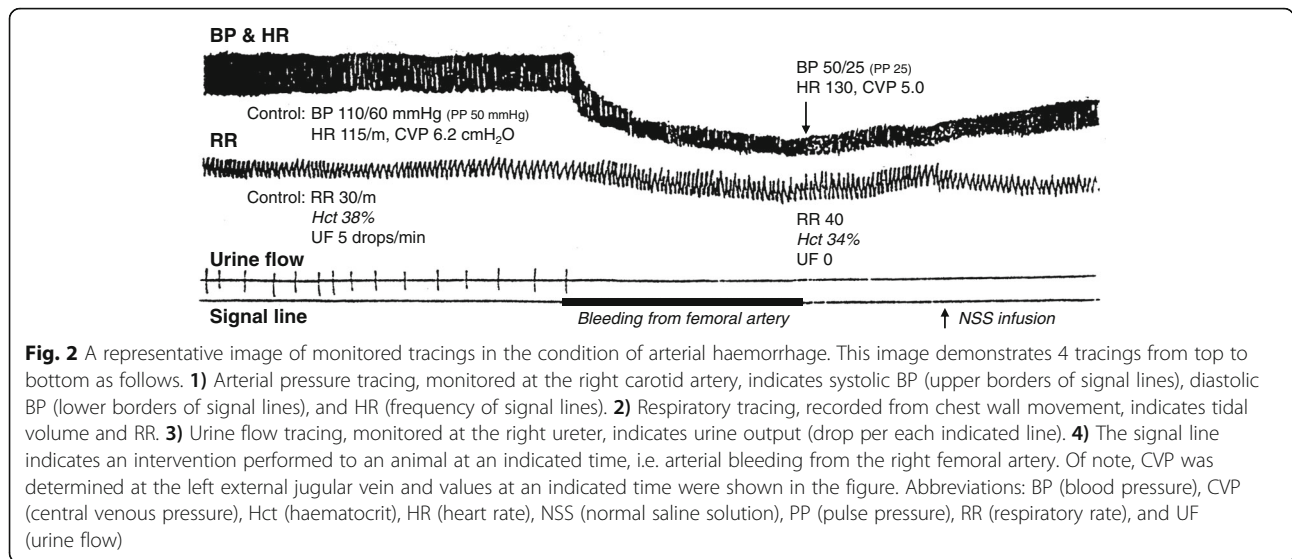 BP & HR
BP 50/25 (PP 25)
HR 130, CVP 5.0
Control: BP 110/60 mmHg (PP 50 mmHg)
HR 115/m, CVP 6.2 cmH₂O
RR
Control: RR 30/m
Hct 38%
UF 5 drops/min
RR 40
Hct 34%
UF 0
Urine flow
Signal line
Bleeding from femoral artery
NSS infusion
Fig. 2 A representative image of monitored tracings in the condition of arterial haemorrhage. This image demonstrates 4 tracings from top to
bottom as follows. 1) Arterial pressure tracing, monitored at the right carotid artery, indicates systolic BP (upper borders of signal lines), diastolic
BP (lower borders of signal lines), and HR (frequency of signal lines). 2) Respiratory tracing, recorded from chest wall movement, indicates tidal
volume and RR. 3) Urine flow tracing, monitored at the right ureter, indicates urine output (drop per each indicated line). 4) The signal line
indicates an intervention performed to an animal at an indicated time, i.e. arterial bleeding from the right femoral artery. Of note, CVP was
determined at the left external jugular vein and values at an indicated time were shown in the figure. Abbreviations: BP (blood pressure), CVP
(central venous pressure), Hct (haematocrit), HR (heart rate), NSS (normal saline solution), PP (pulse pressure), RR (respiratory rate), and UF
(urine flow)